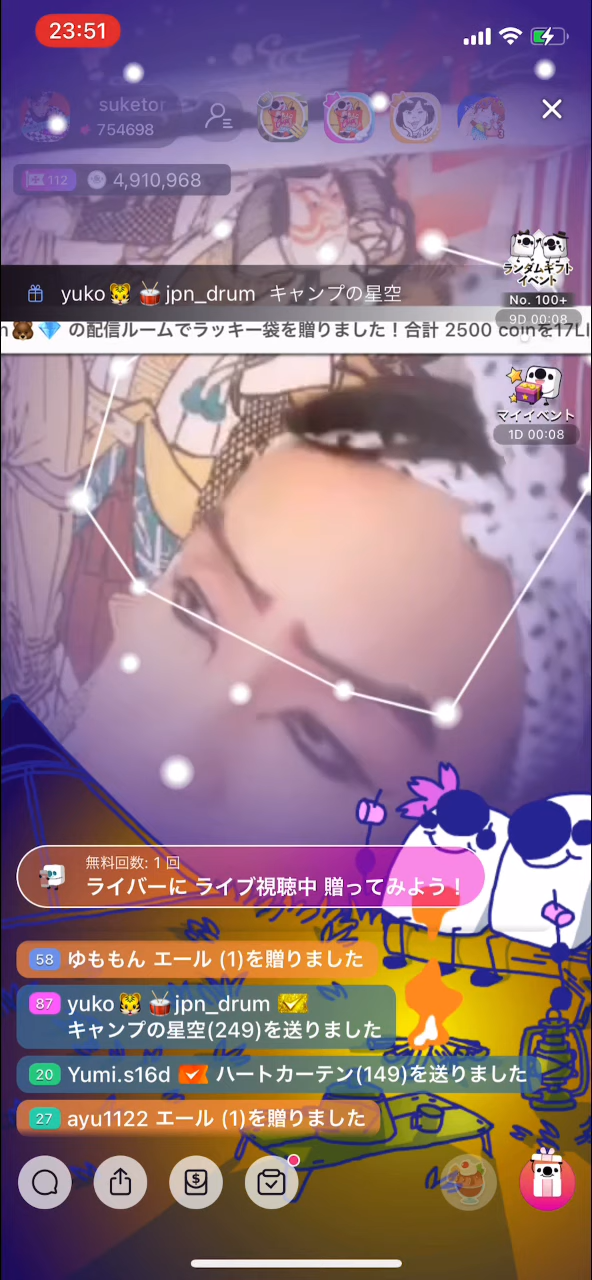 23:51
suketor
754698
112
4,910,968
ランダムギフト
イベント
yuko🐯🥁jpn_drum キャンプの星空
No. 100+
9D 00:08
n🐻💎 の配信ルームでラッキー袋を贈りました！合計 2500 coinを17LI
マイイベント
1D 00:08
無料回数: 1 回
ライバーに ライブ視聴中 贈ってみよう！
58 ゆももん エール (1)を贈りました
87 yuko🐯🥁jpn_drum
キャンプの星空(249)を送りました
20 Yumi.s16d ハートカーテン(149)を送りました
27 ayu1122 エール (1)を贈りました